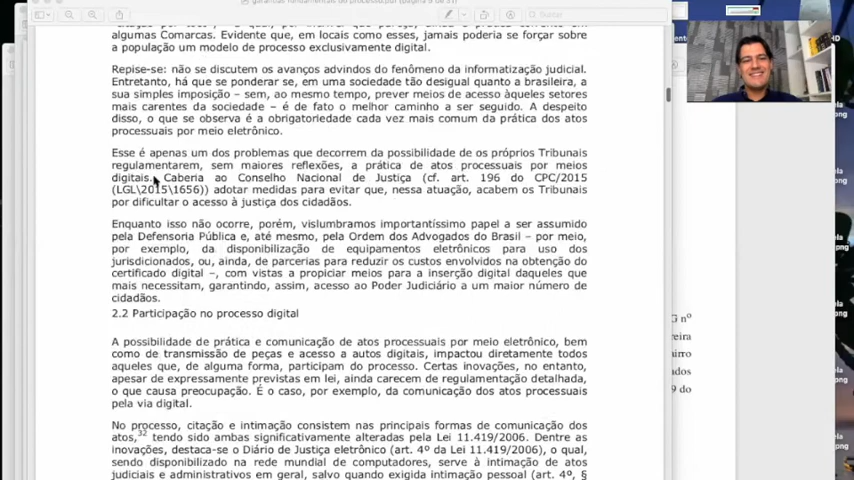 garantias fundamentais do processo.pdf (página 9 de 31)
Buscar
algumas Comarcas. Evidente que, em locais como esses, jamais poderia se forçar sobre
a população um modelo de processo exclusivamente digital.
Repise-se: não se discutem os avanços advindos do fenômeno da informatização judicial.
Entretanto, há que se ponderar se, em uma sociedade tão desigual quanto a brasileira, a
sua simples imposição – sem, ao mesmo tempo, prever meios de acesso àqueles setores
mais carentes da sociedade – é de fato o melhor caminho a ser seguido. A despeito
disso, o que se observa é a obrigatoriedade cada vez mais comum da prática dos atos
processuais por meio eletrônico.
Esse é apenas um dos problemas que decorrem da possibilidade de os próprios Tribunais
regulamentarem, sem maiores reflexões, a prática de atos processuais por meios
digitais. Caberia ao Conselho Nacional de Justiça (cf. art. 196 do CPC/2015
(LGL\2015\1656)) adotar medidas para evitar que, nessa atuação, acabem os Tribunais
por dificultar o acesso à justiça dos cidadãos.
Enquanto isso não ocorre, porém, vislumbramos importantíssimo papel a ser assumido
pela Defensoria Pública e, até mesmo, pela Ordem dos Advogados do Brasil – por meio,
por exemplo, da disponibilização de equipamentos eletrônicos para uso dos
jurisdicionados, ou, ainda, de parcerias para reduzir os custos envolvidos na obtenção do
certificado digital –, com vistas a propiciar meios para a inserção digital daqueles que
mais necessitam, garantindo, assim, acesso ao Poder Judiciário a um maior número de
cidadãos.
2.2 Participação no processo digital
A possibilidade de prática e comunicação de atos processuais por meio eletrônico, bem
como de transmissão de peças e acesso a autos digitais, impactou diretamente todos
aqueles que, de alguma forma, participam do processo. Certas inovações, no entanto,
apesar de expressamente previstas em lei, ainda carecem de regulamentação detalhada,
o que causa preocupação. É o caso, por exemplo, da comunicação dos atos processuais
pela via digital.
No processo, citação e intimação consistem nas principais formas de comunicação dos
atos,32 tendo sido ambas significativamente alteradas pela Lei 11.419/2006. Dentre as
inovações, destaca-se o Diário de Justiça eletrônico (art. 4º da Lei 11.419/2006), o qual,
sendo disponibilizado na rede mundial de computadores, serve à intimação de atos
judiciais e administrativos em geral, salvo quando exigida intimação pessoal (art. 4º, §
G nº
reira
airro
ados
9 do